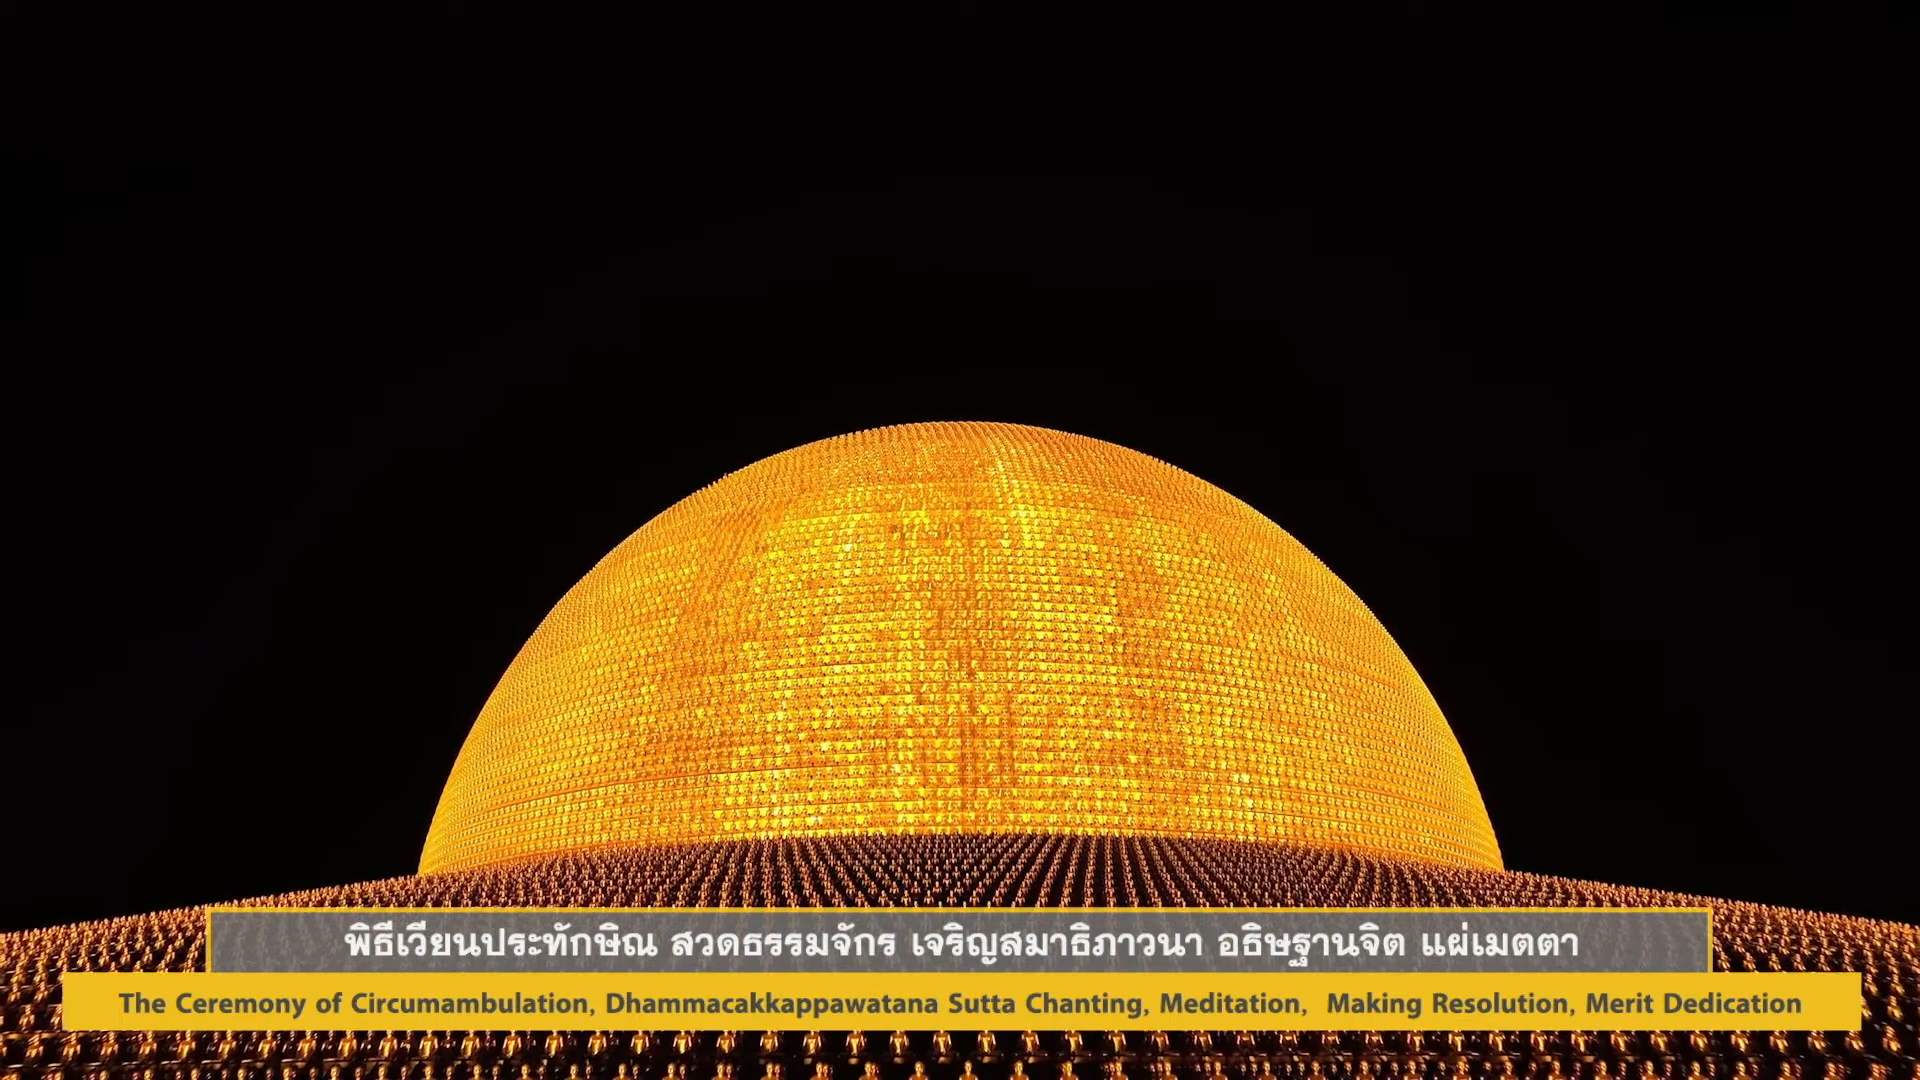 พิธีเวียนประทักษิณ สวดธรรมจักร เจริญสมาธิภาวนา อธิษฐานจิต แผ่เมตตา
The Ceremony of Circumambulation, Dhammacakkappawatana Sutta Chanting, Meditation, Making Resolution, Merit Dedication